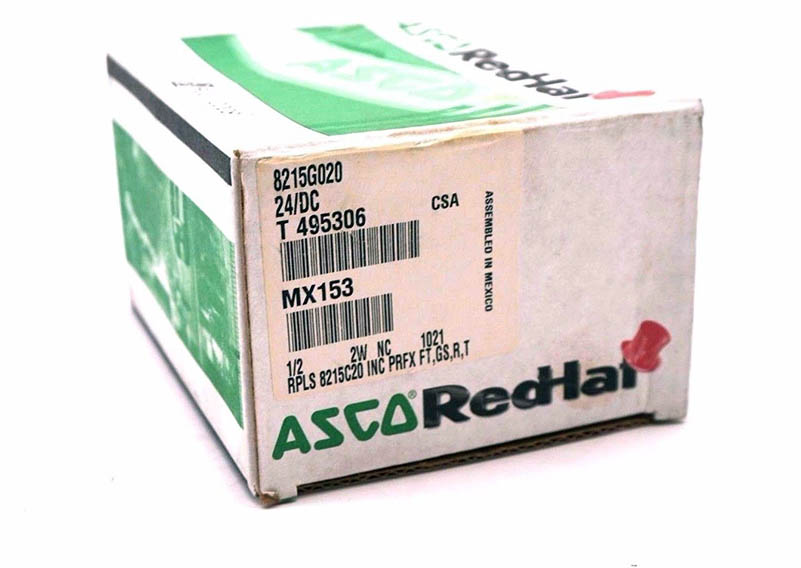 ASCO RedHat
ASCO
8215G020
24/DC
T 495306
CSA
ASSEMBLED IN MEXICO
MX153
1/2 2W NC 1021
RPLS 8215C20 INC PRFX FT,GS,R,T
ASCO® RedHat